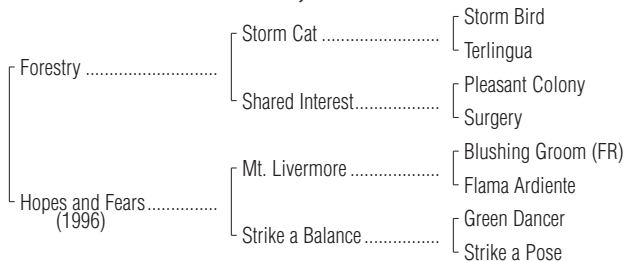 Storm Bird
Storm Cat ........................
Terlingua
Forestry ...........................
Pleasant Colony
Shared Interest.................
Surgery
Blushing Groom (FR)
Mt. Livermore ..................
Flama Ardiente
Hopes and Fears..............
(1996)
Green Dancer
Strike a Balance ...............
Strike a Pose